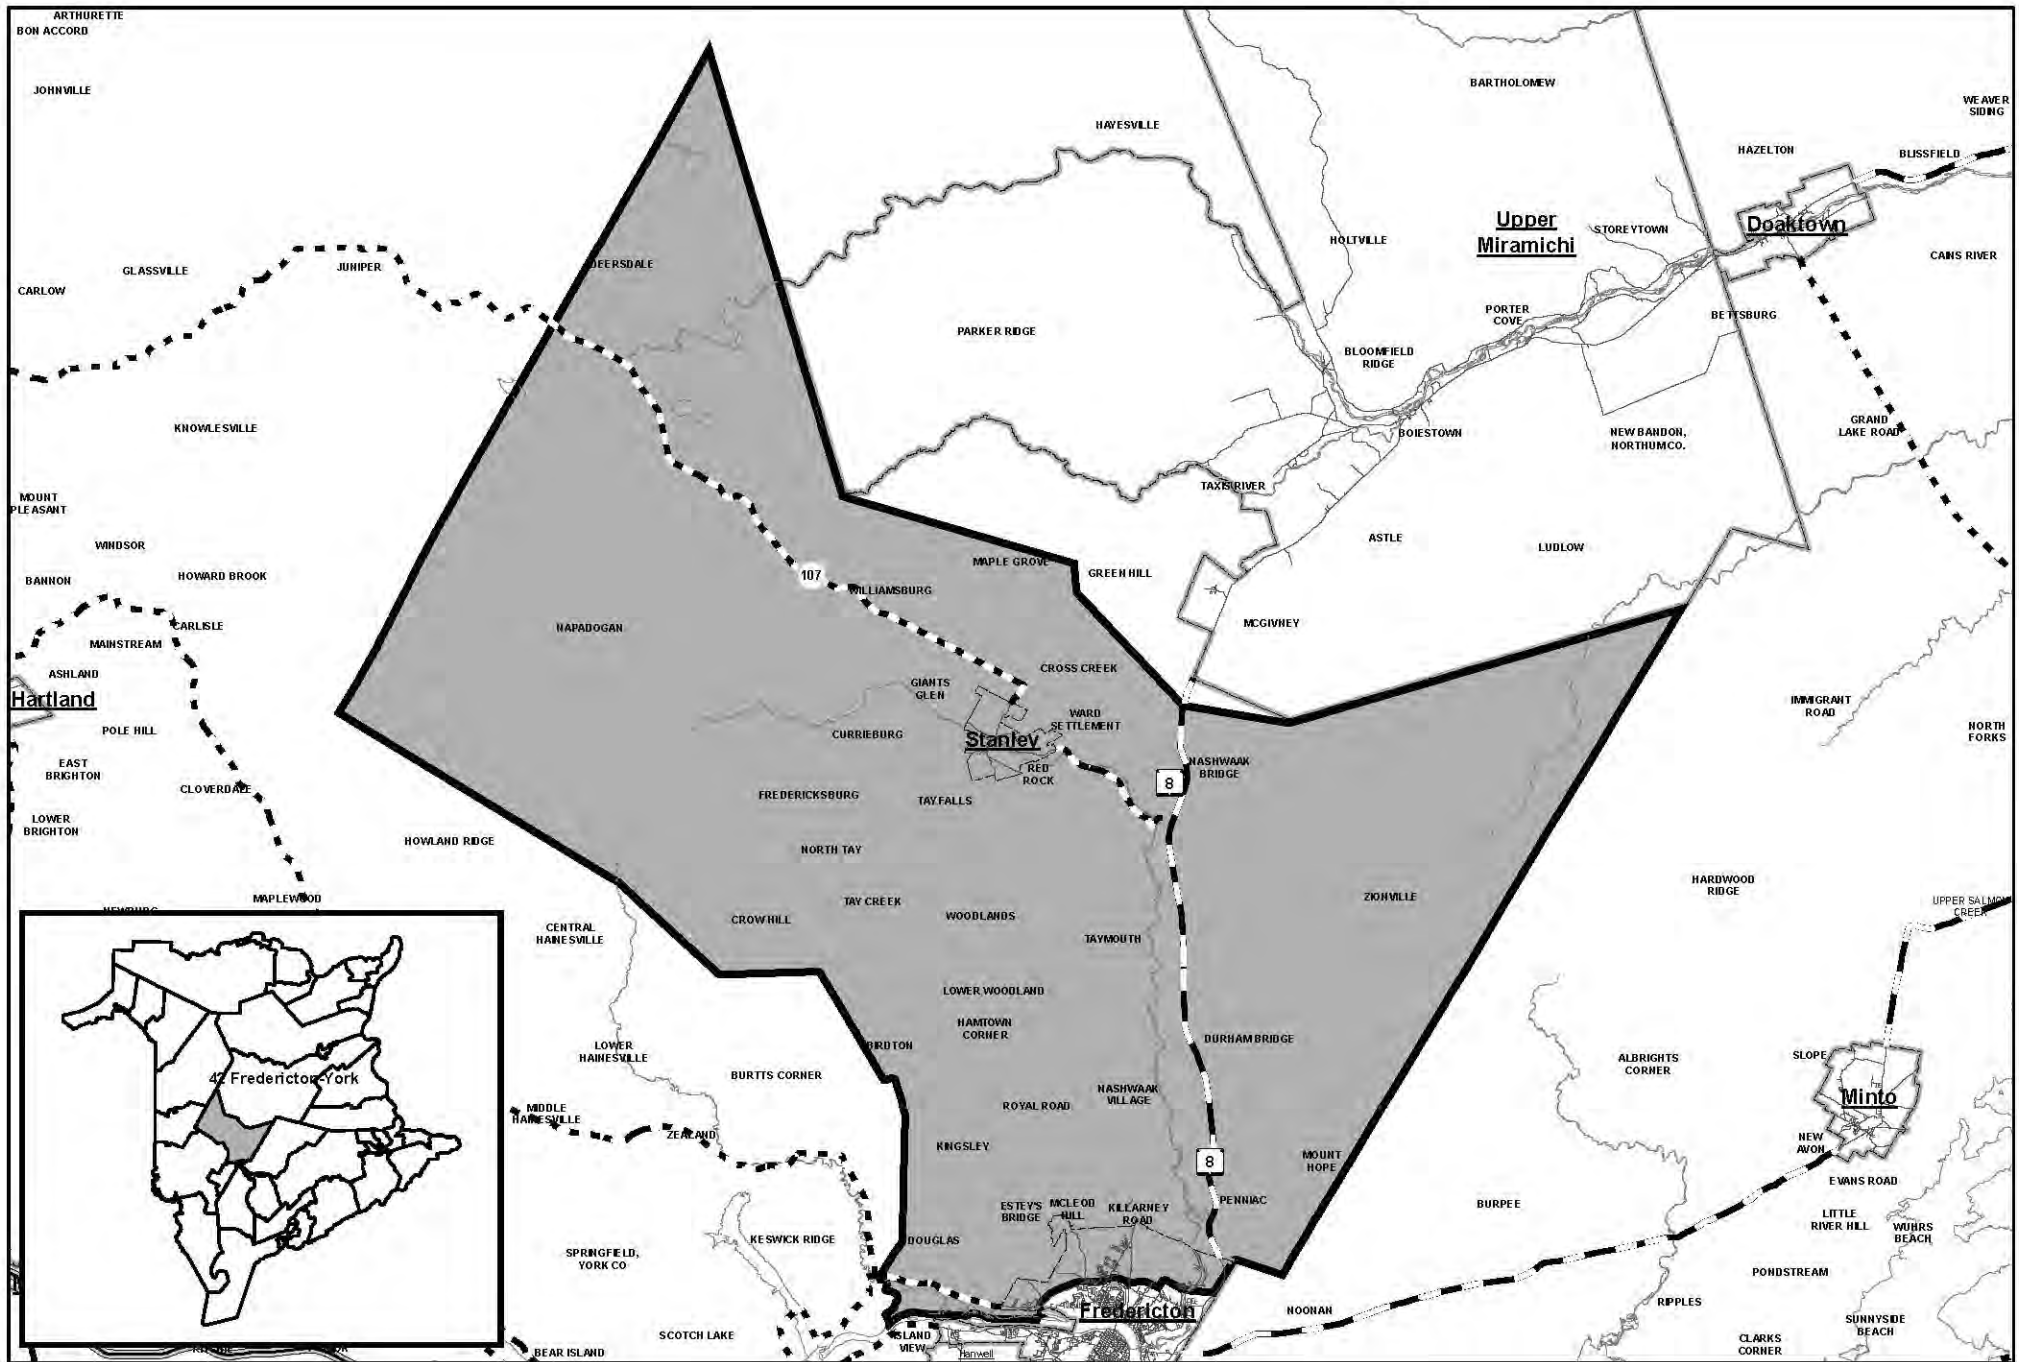 ARTHURETTE
BON ACCORD
JOHNVILLE
BARTHOLOMEW
WEAVER
SIDING
HAYESVILLE
HAZELTON
BLISSFIELD
Upper
Miramichi
STOREYTOWN
Doaktown
HOLTVILLE
CAINS RIVER
GLASSVILLE
JUNIPER
DEERSDALE
CARLOW
PORTER
COVE
BETTSBURG
PARKER RIDGE
BLOOMFIELD
RIDGE
KNOWLESVILLE
BOIESTOWN
NEW BANDON,
NORTHUM CO.
GRAND
LAKE ROAD
MOUNT
PLEASANT
TAXIS RIVER
WINDSOR
ASTLE
LUDLOW
BANNON
HOWARD BROOK
107
WILLIAMSBURG
MAPLE GROVE
GREEN HILL
CARLISLE
NAPADOGAN
MCGIVNEY
MAINSTREAM
ASHLAND
CROSS CREEK
GIANTS
GLEN
Hartland
IMMIGRANT
ROAD
POLE HILL
WARD
SETTLEMENT
NORTH
FORKS
CURRIEBURG
Stanley
EAST
BRIGHTON
RED
ROCK
NASHWAAK
BRIDGE
8
CLOVERDALE
FREDERICKSBURG
TAY FALLS
LOWER
BRIGHTON
HOWLAND RIDGE
NORTH TAY
HARDWOOD
RIDGE
MAPLEWOOD
TAY CREEK
ZIONVILLE
UPPER SALMON
CREEK
CROW HILL
WOODLANDS
CENTRAL
HAINESVILLE
TAYMOUTH
LOWER WOODLAND
HAMTOWN
CORNER
BIRDTON
DURHAM BRIDGE
LOWER
HAINESVILLE
ALBRIGHTS
CORNER
SLOPE
42 Fredericton-York
BURTTS CORNER
NASHWAAK
VILLAGE
Minto
MIDDLE
HAINESVILLE
ROYAL ROAD
ZEALAND
KINGSLEY
NEW
AVON
8
MOUNT
HOPE
EVANS ROAD
ESTEY'S
BRIDGE
MCLEOD
HILL
KILLARNEY
ROAD
PENNIAC
BURPEE
LITTLE
RIVER HILL
WUHRS
BEACH
KESWICK RIDGE
DOUGLAS
SPRINGFIELD,
YORK CO
PONDSTREAM
RIPPLES
Fredericton
NOONAN
SUNNYSIDE
BEACH
SCOTCH LAKE
ISLAND
VIEW
Hanwell
CLARKS
CORNER
BEAR ISLAND